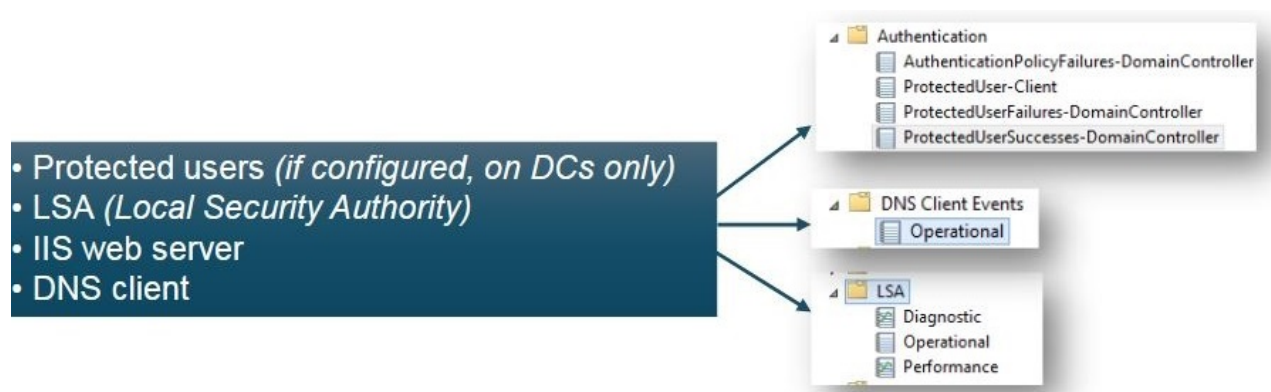 • Protected users (if configured, on DCs only)
• LSA (Local Security Authority)
• IIS web server
• DNS client
Authentication
AuthenticationPolicyFailures-DomainController
ProtectedUser-Client
ProtectedUserFailures-DomainController
ProtectedUserSuccesses-DomainController
DNS Client Events
Operational
LSA
Diagnostic
Operational
Performance